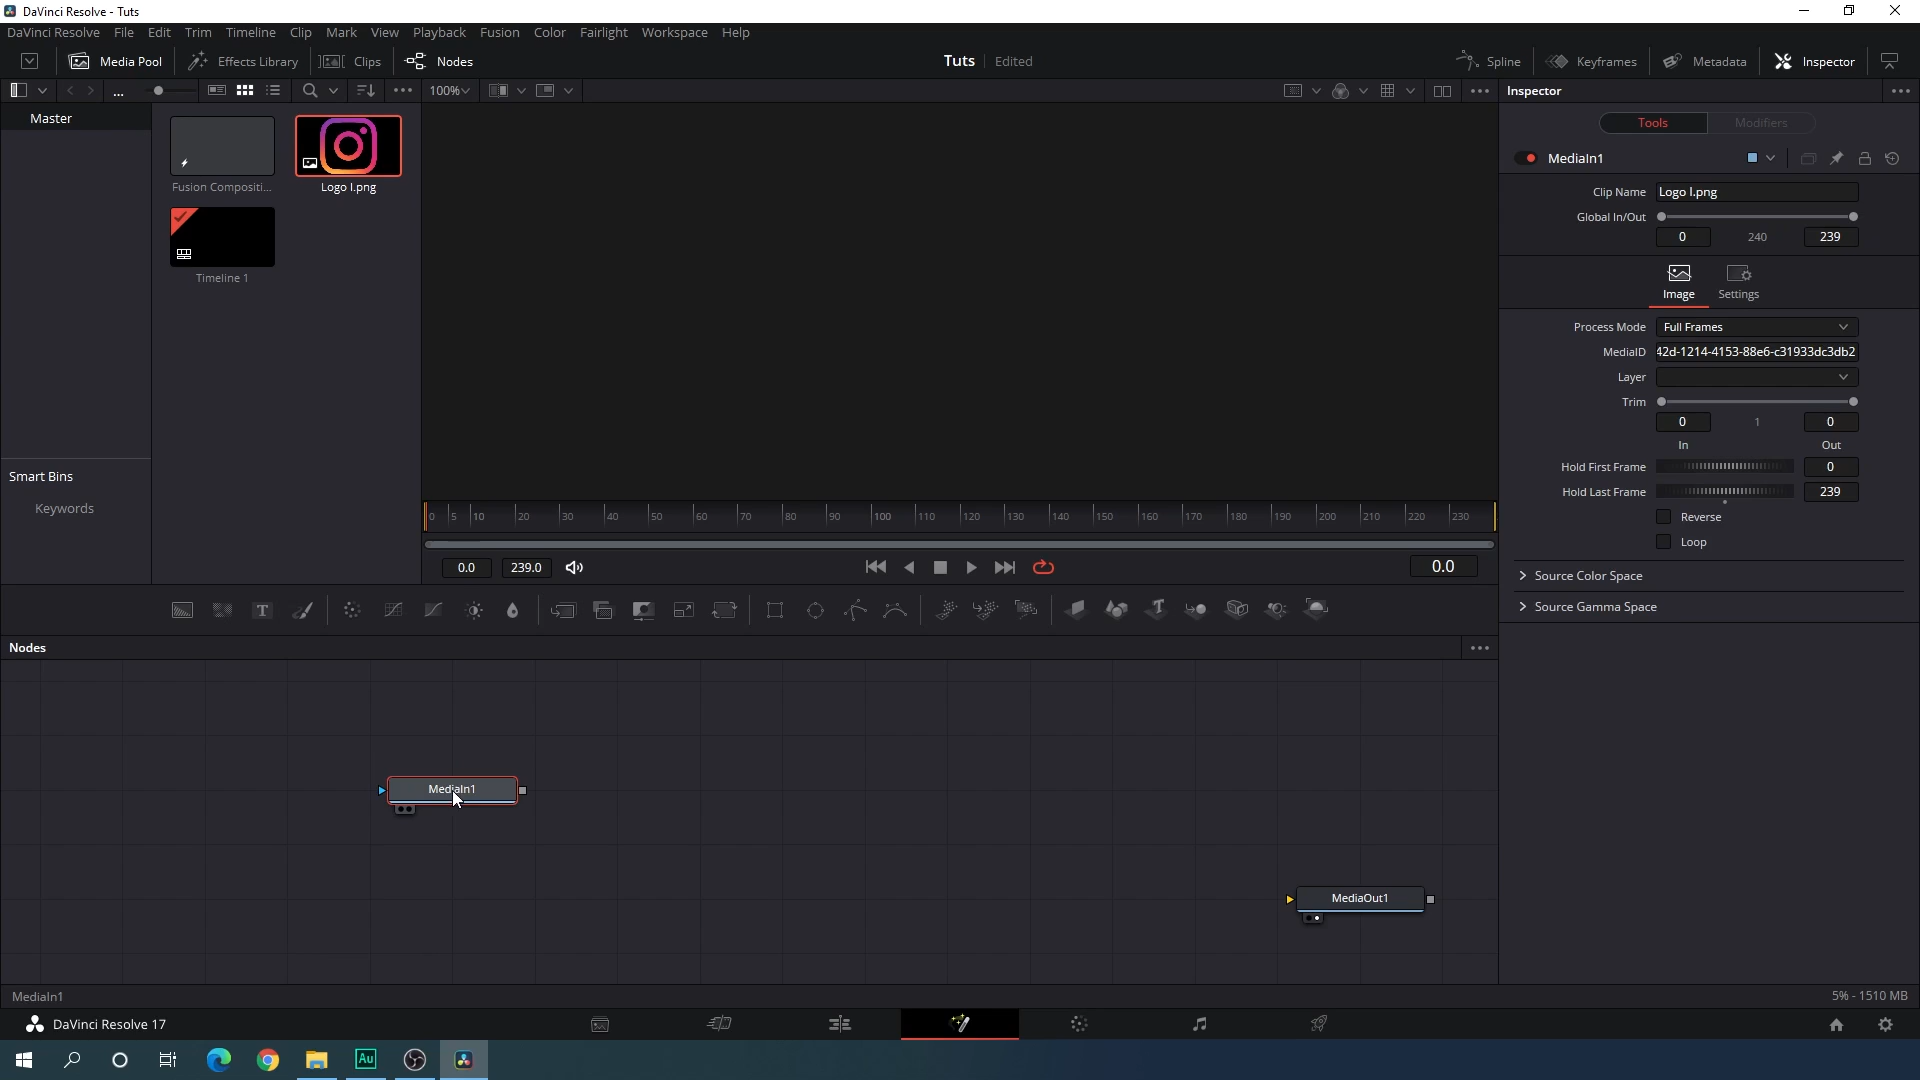 DaVinci Resolve - Tuts
DaVinci Resolve File Edit Trim Timeline Clip Mark View Playback Fusion Color Fairlight Workspace Help
Media Pool Effects Library Clips Nodes Tuts Edited Spline Keyframes Metadata Inspector
... 100% Inspector
Master
Tools Modifiers
MediaIn1
Fusion Compositi... Logo I.png
Clip Name Logo I.png
Global In/Out
0 240 239
Timeline 1
Image Settings
Process Mode Full Frames
MediaID 42d-1214-4153-88e6-c31933dc3db2
Layer
Trim
0 1 0
In Out
Hold First Frame 0
Hold Last Frame 239
Reverse
Loop
Source Color Space
Source Gamma Space
Smart Bins
Keywords
0 5 10 20 30 40 50 60 70 80 90 100 110 120 130 140 150 160 170 180 190 200 210 220 230
0.0 239.0 0.0
T
Nodes
MediaIn1
MediaOut1
MediaIn1 5% - 1510 MB
DaVinci Resolve 17
Au